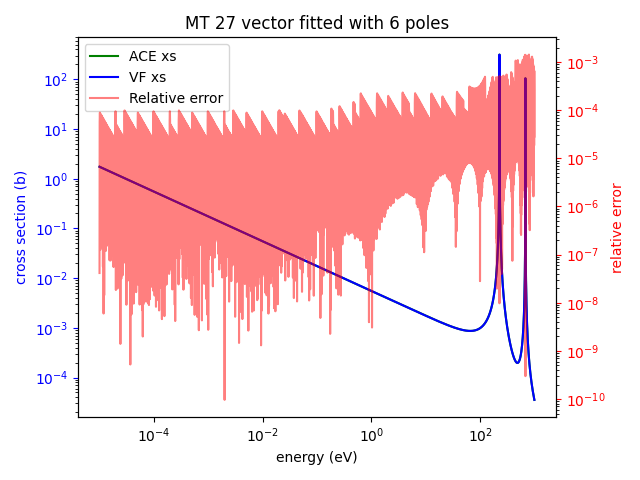 MT 27 vector fitted with 6 poles
ACE xs
VF xs
Relative error
cross section (b)
10^2
10^1
10^0
10^-1
10^-2
10^-3
10^-4
10^-3
10^-4
10^-5
10^-6
10^-7
10^-8
10^-9
10^-10
relative error
10^-4
10^-2
10^0
10^2
energy (eV)